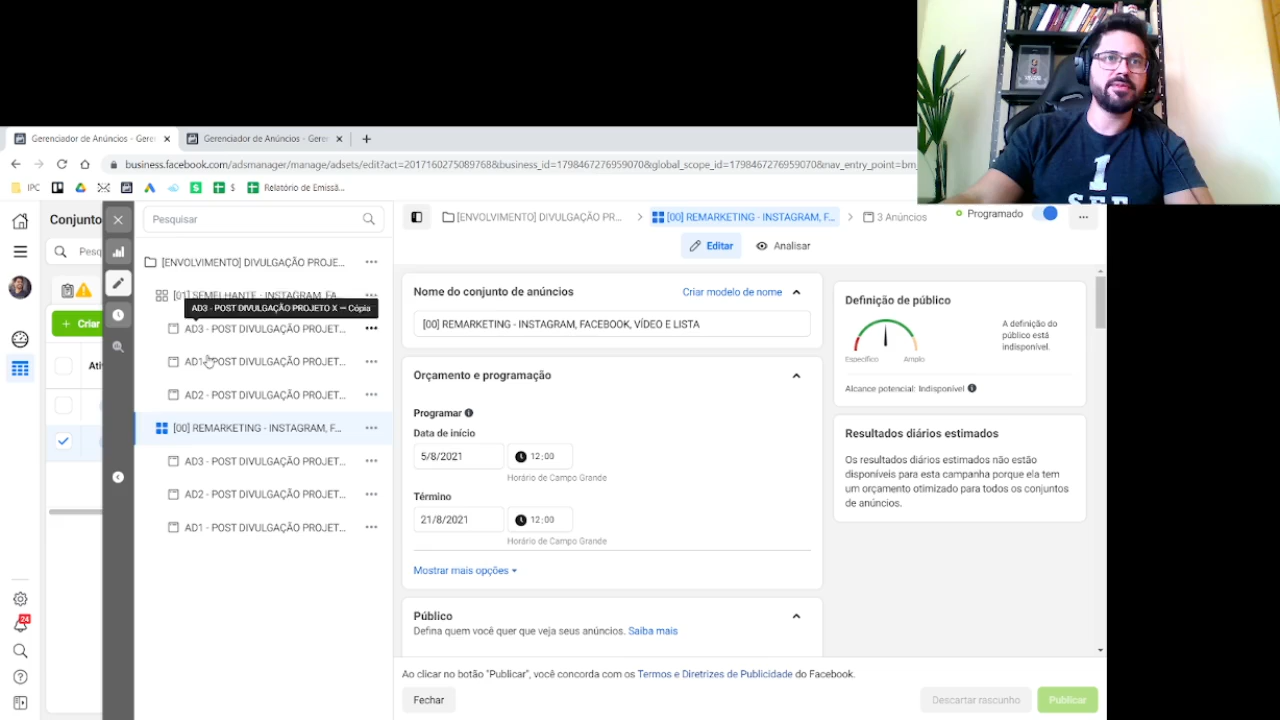 Gerenciador de Anúncios - Gere
Gerenciador de Anúncios - Geren
business.facebook.com/adsmanager/manage/adsets/edit?act=2017160275089768&business_id=1798467276959070&global_scope_id=1798467276959070&nav_entry_point=bm_
IPC
$
Relatório de Emissã...
Conjunto
Pesq
Criar
Ati
24
Pesquisar
[ENVOLVIMENTO] DIVULGAÇÃO PROJE...
[01] SEMELHANTE - INSTAGRAM, FA...
AD3 - POST DIVULGAÇÃO PROJETO X — Cópia
AD3 - POST DIVULGAÇÃO PROJET...
AD1 - POST DIVULGAÇÃO PROJET...
AD2 - POST DIVULGAÇÃO PROJET...
[00] REMARKETING - INSTAGRAM, F...
AD3 - POST DIVULGAÇÃO PROJET...
AD2 - POST DIVULGAÇÃO PROJET...
AD1 - POST DIVULGAÇÃO PROJET...
[ENVOLVIMENTO] DIVULGAÇÃO PR...
[00] REMARKETING - INSTAGRAM, F...
3 Anúncios
Programado
Editar
Analisar
Nome do conjunto de anúncios
Criar modelo de nome
[00] REMARKETING - INSTAGRAM, FACEBOOK, VÍDEO E LISTA
Orçamento e programação
Programar
Data de início
5/8/2021
12:00
Horário de Campo Grande
Término
21/8/2021
12:00
Horário de Campo Grande
Mostrar mais opções
Público
Defina quem você quer que veja seus anúncios. Saiba mais
Definição de público
Específico
Amplo
A definição do
público está
indisponível.
Alcance potencial: Indisponível
Resultados diários estimados
Os resultados diários estimados não estão
disponíveis para esta campanha porque ela tem
um orçamento otimizado para todos os conjuntos
de anúncios.
Ao clicar no botão "Publicar", você concorda com os Termos e Diretrizes de Publicidade do Facebook.
Fechar
Descartar rascunho
Publicar